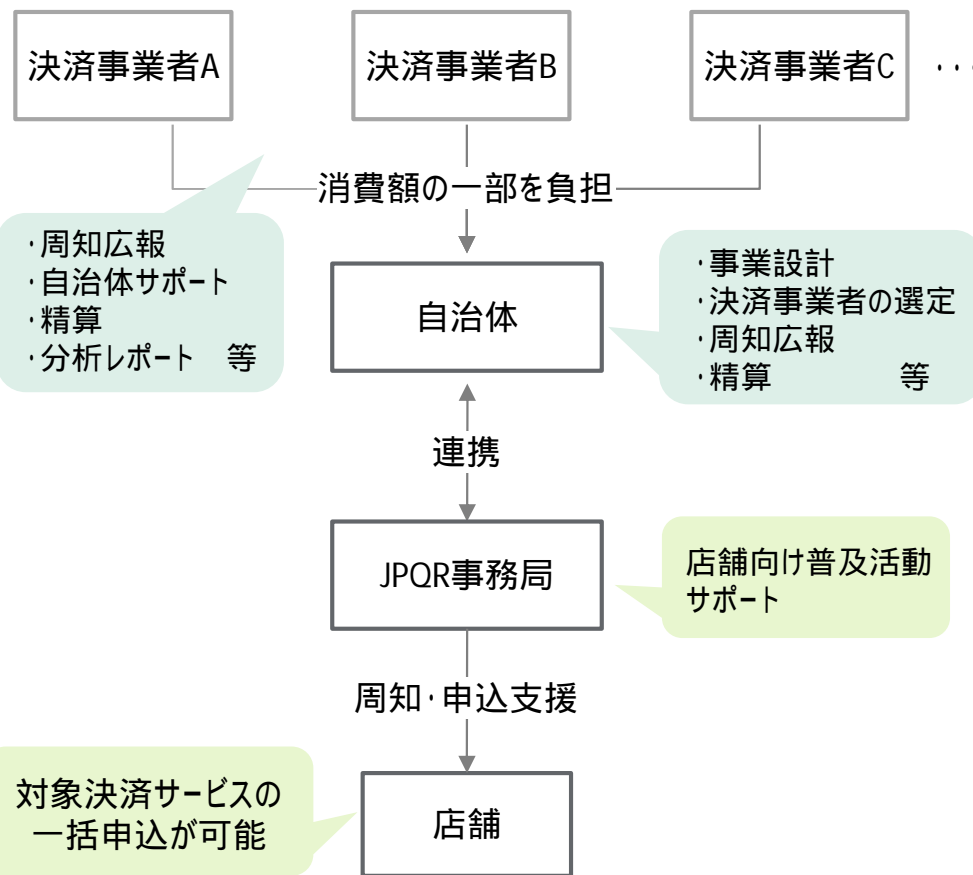 決済事業者A
決済事業者B
決済事業者C
・・・
消費額の一部を負担
・周知広報
・自治体サポート
・精算
・分析レポート　等
自治体
・事業設計
・決済事業者の選定
・周知広報
・精算　　　　等
連携
JPQR事務局
店舗向け普及活動
サポート
周知・申込支援
対象決済サービスの
一括申込が可能
店舗